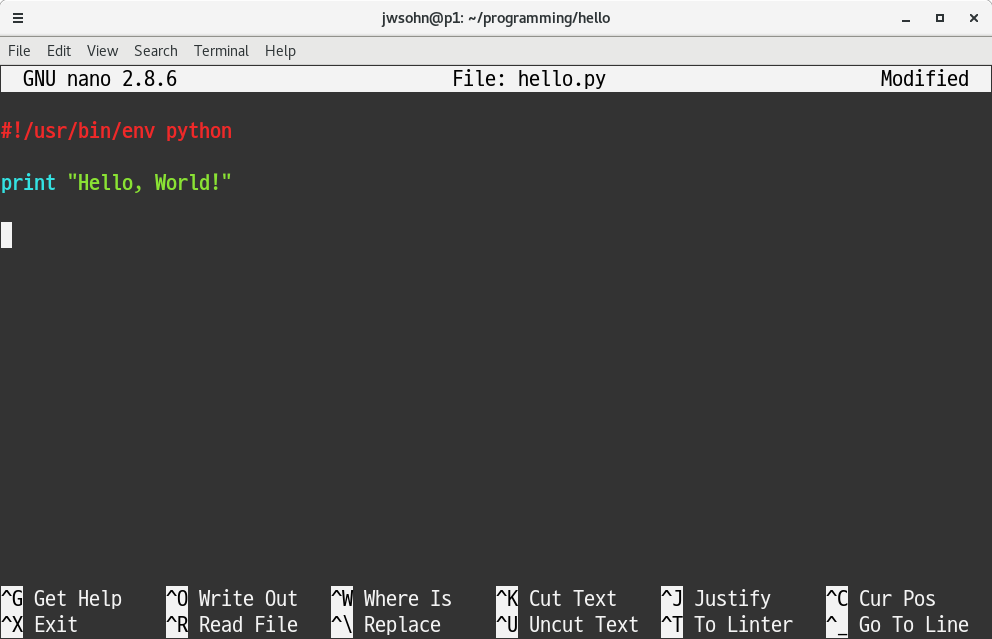 jwsohn@p1: ~/programming/hello
File Edit View Search Terminal Help
GNU nano 2.8.6 File: hello.py Modified
#!/usr/bin/env python
print "Hello, World!"
^G Get Help ^O Write Out ^W Where Is ^K Cut Text ^J Justify ^C Cur Pos
^X Exit ^R Read File ^\ Replace ^U Uncut Text ^T To Linter ^_ Go To Line